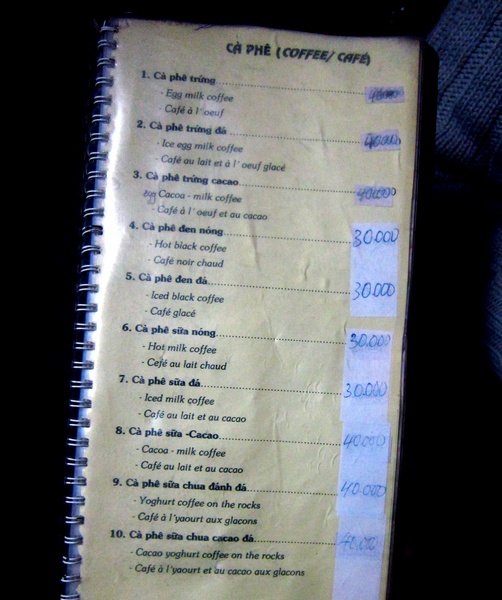 CÀ PHÊ (COFFEE/ CAFÉ)
1. Cà phê trứng
- Egg milk coffee
- Café à l'oeuf
2. Cà phê trứng đá 40.000
- Ice egg milk coffee
- Café au lait et à l'oeuf glacé
3. Cà phê trứng cacao 40.000
Egg - Cacoa - milk coffee
- Café à l'oeuf et au cacao
4. Cà phê đen nóng 30.000
- Hot black coffee
- Café noir chaud
5. Cà phê đen đá 30.000
- Iced black coffee
- Café glacé
6. Cà phê sữa nóng 30.000
- Hot milk coffee
- Cefé au lait chaud
7. Cà phê sữa đá 30.000
- Iced milk coffee
- Café au lait et au cacao
8. Cà phê sữa -Cacao 40.000
- Cacoa - milk coffee
- Café au lait et au cacao
9. Cà phê sữa chua đánh đá 40.000
- Yoghurt coffee on the rocks
- Café à l'yaourt aux glacons
10. Cà phê sữa chua cacao đá 40.000
- Cacao yoghurt coffee on the rocks
- Café à l'yaourt et au cacao aux glacons